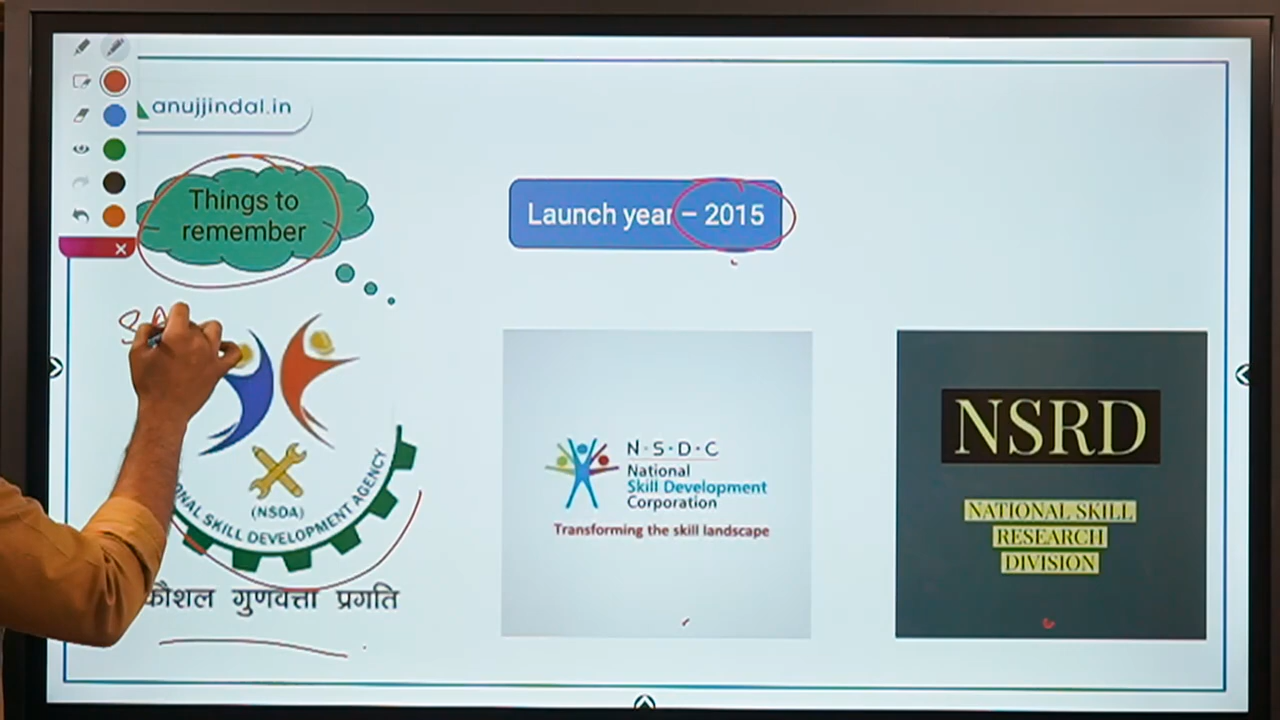 anujjindal.in
Things to
remember
Launch year – 2015
(NSDA)
SKILL DEVELOPMENT AGENCY
कौशल गुणवत्ता प्रगति
N·S·D·C
National
Skill Development
Corporation
Transforming the skill landscape
NSRD
NATIONAL SKILL
RESEARCH
DIVISION